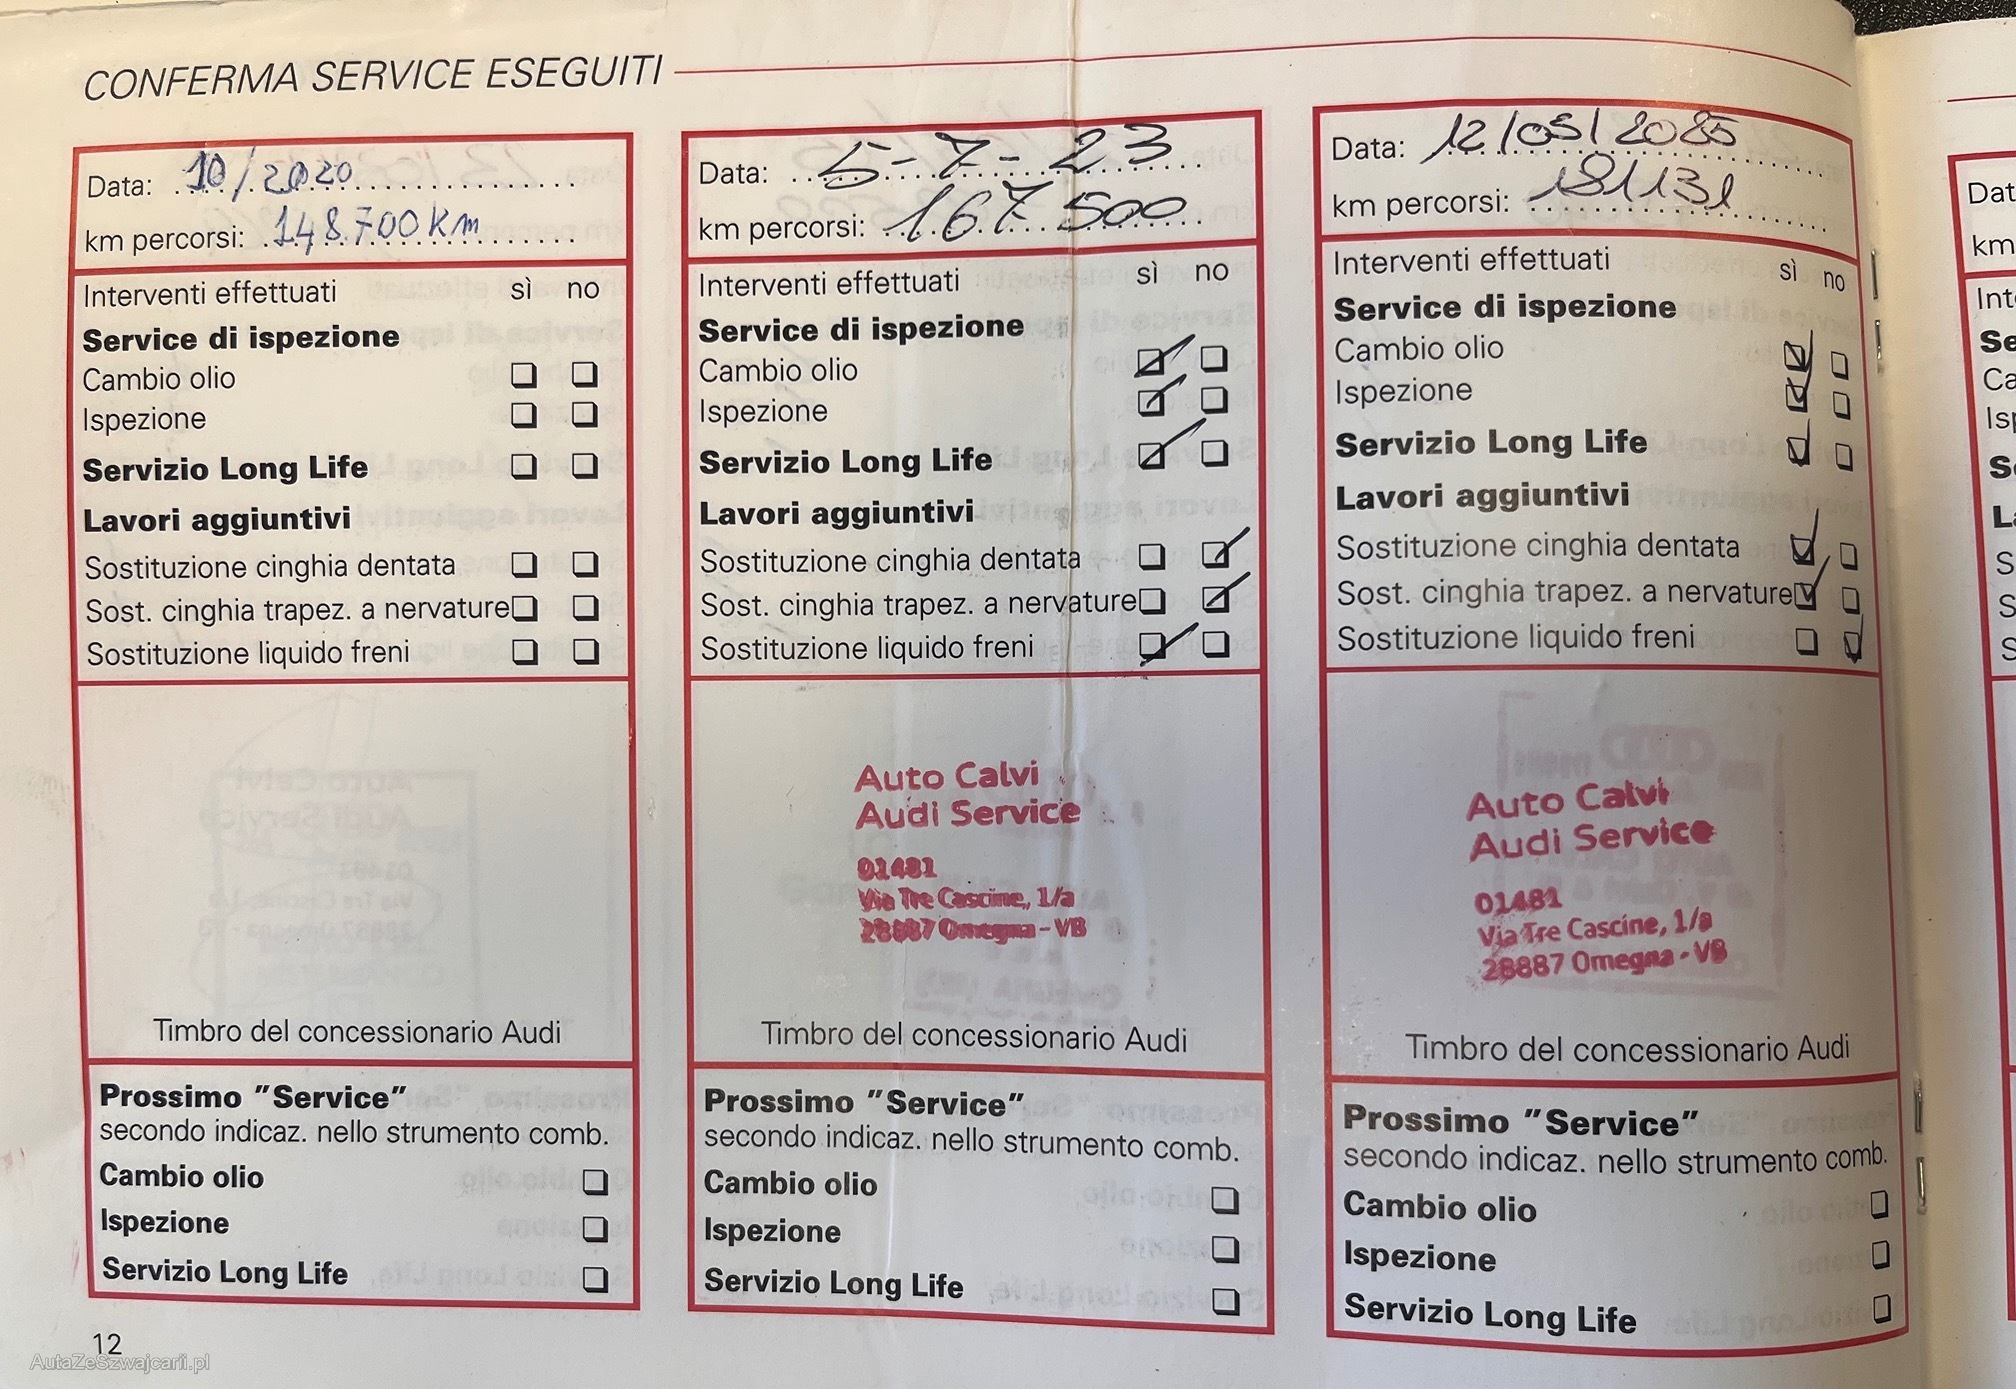 CONFERMA SERVICE ESEGUITI
Data: 10/2020
km percorsi: 148.700 km
Interventi effettuati sì no
Service di ispezione
Cambio olio
Ispezione
Servizio Long Life
Lavori aggiuntivi
Sostituzione cinghia dentata
Sost. cinghia trapez. a nervature
Sostituzione liquido freni
Timbro del concessionario Audi
Prossimo "Service"
secondo indicaz. nello strumento comb.
Cambio olio
Ispezione
Servizio Long Life
Data: 5-7-23
km percorsi: 167 500
Interventi effettuati sì no
Service di ispezione
Cambio olio
Ispezione
Servizio Long Life
Lavori aggiuntivi
Sostituzione cinghia dentata
Sost. cinghia trapez. a nervature
Sostituzione liquido freni
Auto Calvi
Audi Service
01481
Via Tre Cascine, 1/a
28887 Omegna - VB
Timbro del concessionario Audi
Prossimo "Service"
secondo indicaz. nello strumento comb.
Cambio olio
Ispezione
Servizio Long Life
Data: 12/05/2025
km percorsi: 181131
Interventi effettuati sì no
Service di ispezione
Cambio olio
Ispezione
Servizio Long Life
Lavori aggiuntivi
Sostituzione cinghia dentata
Sost. cinghia trapez. a nervature
Sostituzione liquido freni
Auto Calvi
Audi Service
01481
Via Tre Cascine, 1/a
28887 Omegna - VB
Timbro del concessionario Audi
Prossimo "Service"
secondo indicaz. nello strumento comb.
Cambio olio
Ispezione
Servizio Long Life
12
AutaZeSzwajcarii.pl